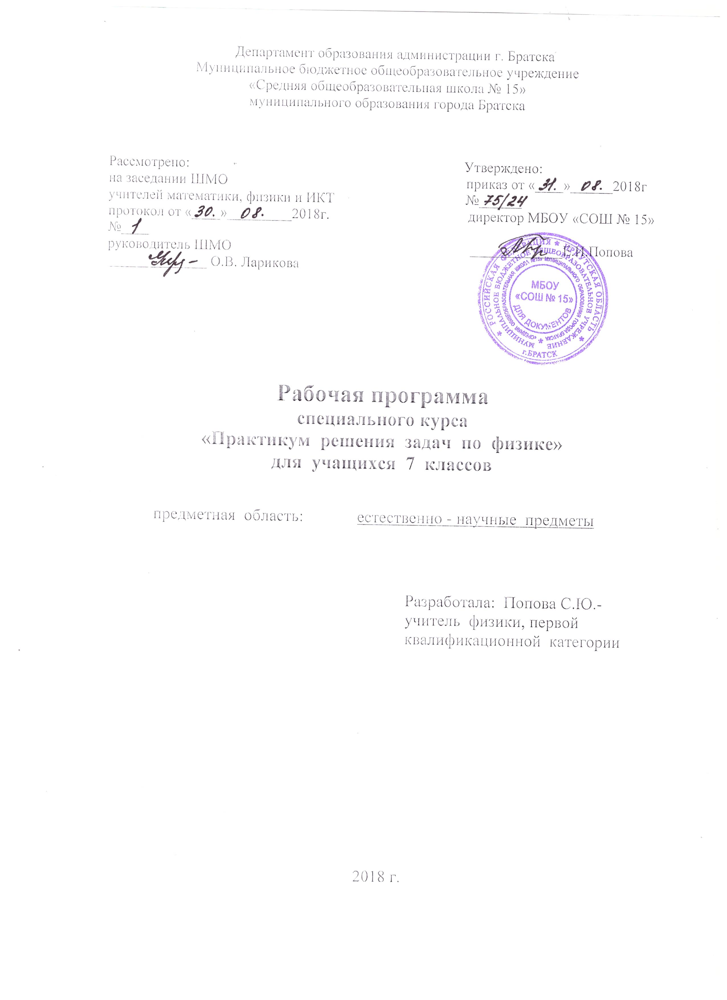 Департамент образования администрации г. Братска
Муниципальное бюджетное общеобразовательное учреждение
«Средняя общеобразовательная школа № 15»
муниципального образования города Братска
Рассмотрено:
на заседании ШМО
учителей математики, физики и ИКТ
протокол от «30.» 08. 2018г.
№ 1
руководитель ШМО
О.В. Ларикова
Утверждено:
приказ от «31.» 08. 2018г
№ 75/24
директор МБОУ «СОШ № 15»
И.Попова
РОССИЙСКАЯ ФЕДЕРАЦИЯ * ИРКУТСКАЯ ОБЛАСТЬ *
г.БРАТСК
МУНИЦИПАЛЬНОЕ БЮДЖЕТНОЕ ОБЩЕОБРАЗОВАТЕЛЬНОЕ УЧРЕЖДЕНИЕ *
«СРЕДНЯЯ ОБЩЕОБРАЗОВАТЕЛЬНАЯ ШКОЛА №15» МУНИЦИПАЛЬНОГО ОБРАЗОВАНИЯ ГОРОДА БРАТСКА
МБОУ
«СОШ № 15»
ДЛЯ ДОКУМЕНТОВ
Рабочая программа
специального курса
«Практикум решения задач по физике»
для учащихся 7 классов
предметная область: естественно - научные предметы
Разработала: Попова С.Ю.-
учитель физики, первой
квалификационной категории
2018 г.